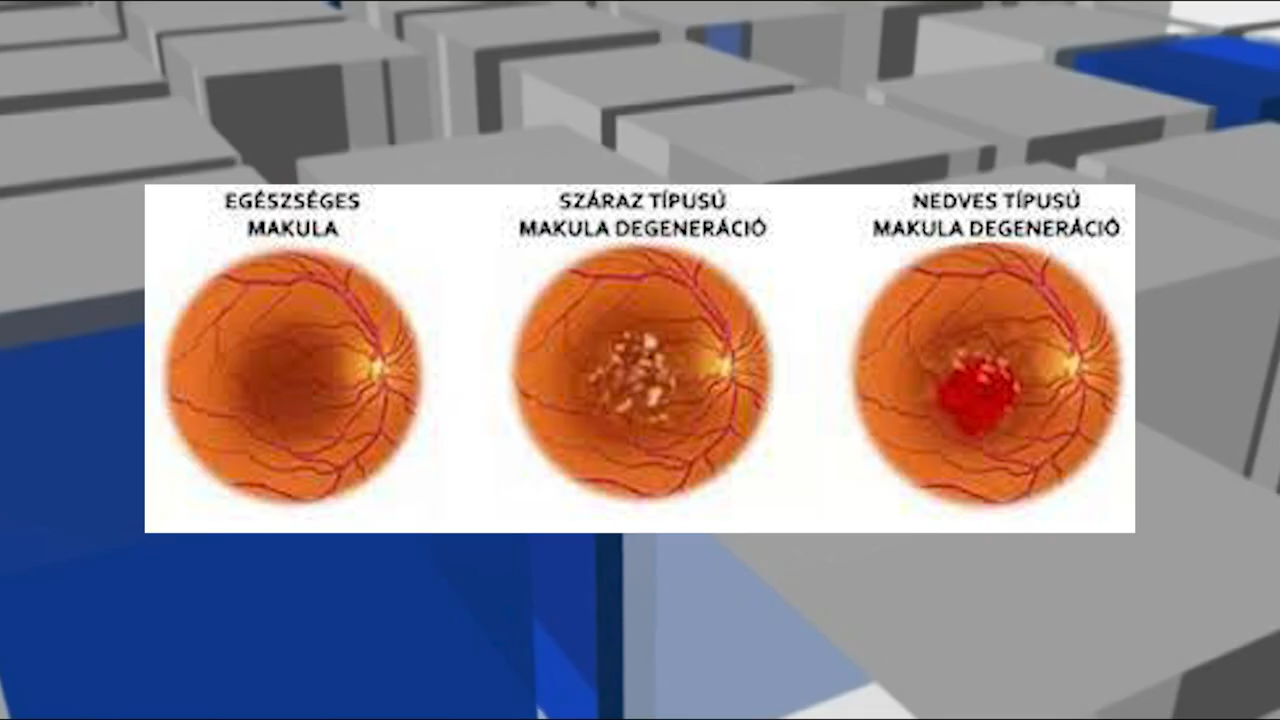 EGÉSZSÉGES
MAKULA
SZÁRAZ TÍPUSÚ
MAKULA DEGENERÁCIÓ
NEDVES TÍPUSÚ
MAKULA DEGENERÁCIÓ